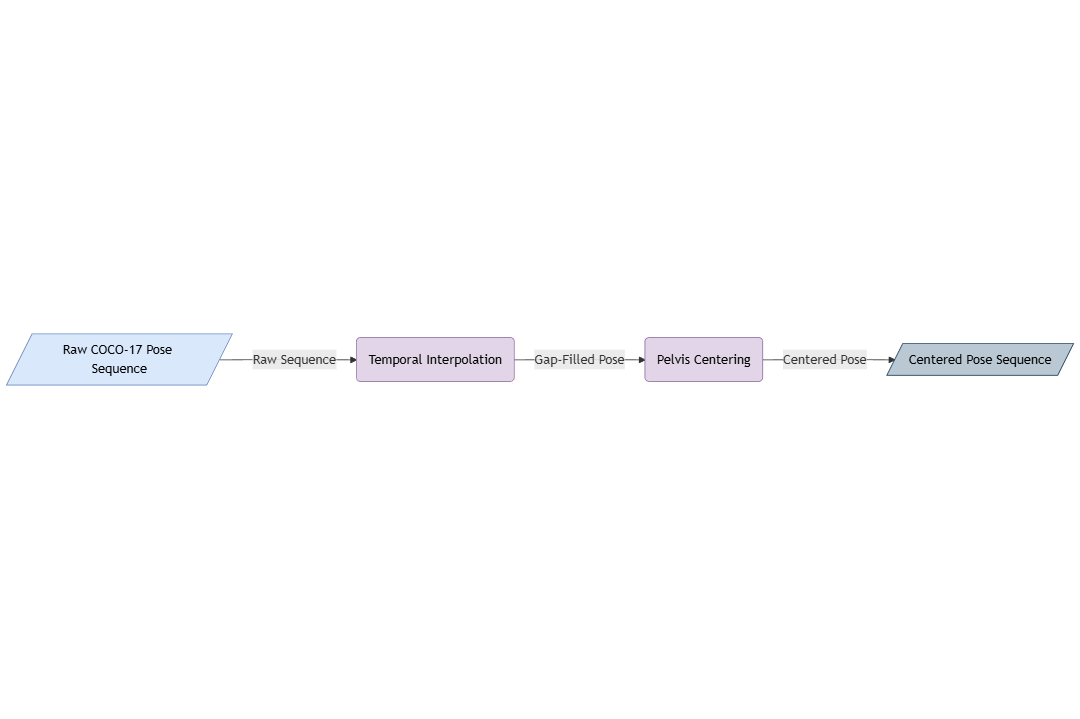 Raw COCO-17 Pose
Sequence
Raw Sequence
Temporal Interpolation
Gap-Filled Pose
Pelvis Centering
Centered Pose
Centered Pose Sequence